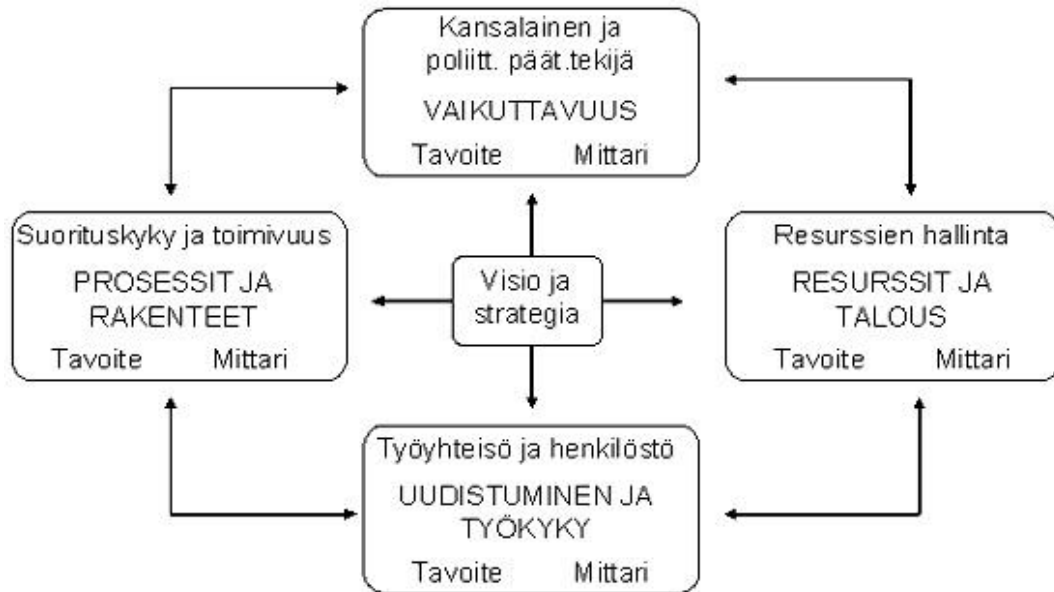 Kansalainen ja
poliitt. päät.tekijä
VAIKUTTAVUUS
Tavoite Mittari
Suorituskyky ja toimivuus
PROSESSIT JA
RAKENTEET
Tavoite Mittari
Visio ja
strategia
Resurssien hallinta
RESURSSIT JA
TALOUS
Tavoite Mittari
Työyhteisö ja henkilöstö
UUDISTUMINEN JA
TYÖKYKY
Tavoite Mittari